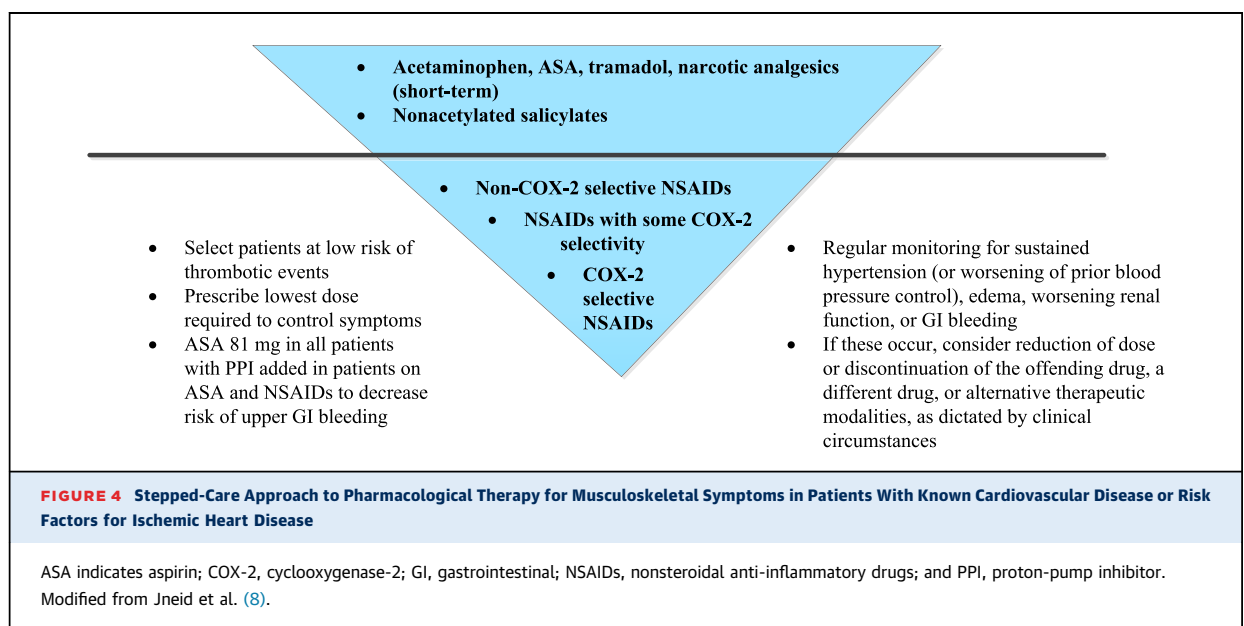 • Acetaminophen, ASA, tramadol, narcotic analgesics
(short-term)
• Nonacetylated salicylates
• Non-COX-2 selective NSAIDs
• NSAIDs with some COX-2
selectivity
• COX-2
selective
NSAIDs
• Select patients at low risk of
thrombotic events
• Prescribe lowest dose
required to control symptoms
• ASA 81 mg in all patients
with PPI added in patients on
ASA and NSAIDs to decrease
risk of upper GI bleeding
• Regular monitoring for sustained
hypertension (or worsening of prior blood
pressure control), edema, worsening renal
function, or GI bleeding
• If these occur, consider reduction of dose
or discontinuation of the offending drug, a
different drug, or alternative therapeutic
modalities, as dictated by clinical
circumstances
FIGURE 4 Stepped-Care Approach to Pharmacological Therapy for Musculoskeletal Symptoms in Patients With Known Cardiovascular Disease or Risk
Factors for Ischemic Heart Disease
ASA indicates aspirin; COX-2, cyclooxygenase-2; GI, gastrointestinal; NSAIDs, nonsteroidal anti-inflammatory drugs; and PPI, proton-pump inhibitor.
Modified from Jneid et al. (8).